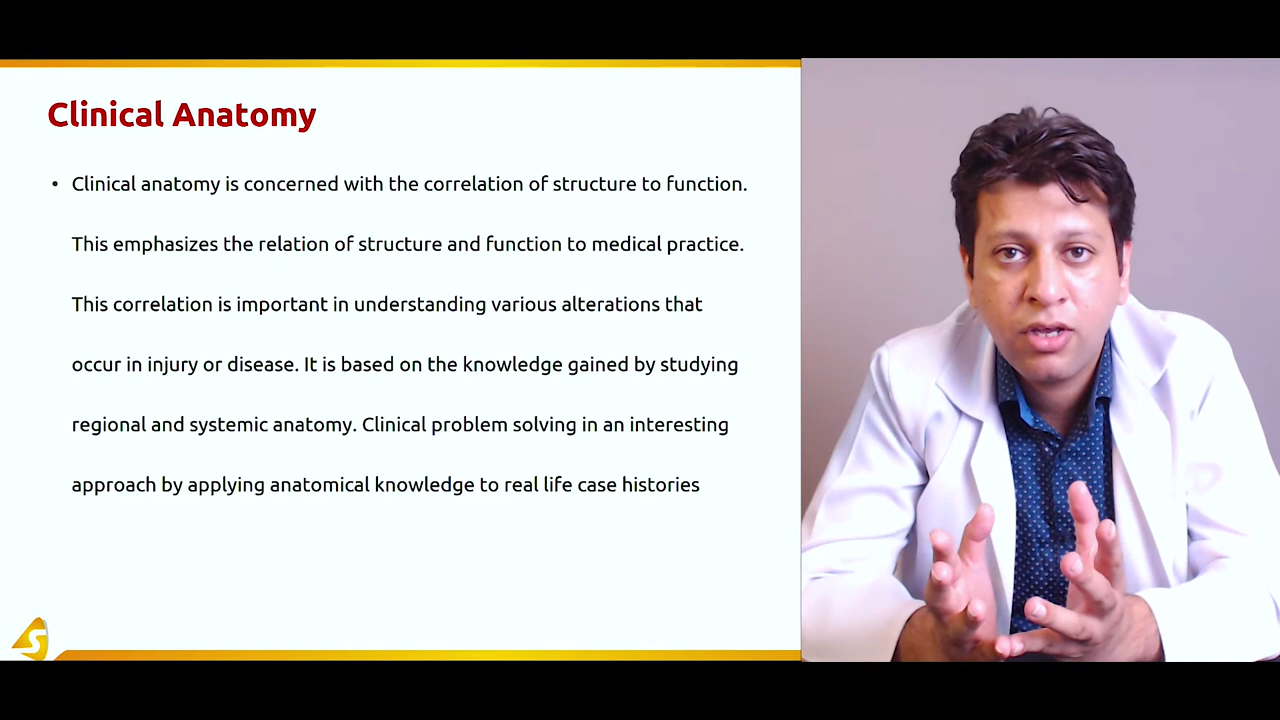 Clinical Anatomy
• Clinical anatomy is concerned with the correlation of structure to function.
This emphasizes the relation of structure and function to medical practice.
This correlation is important in understanding various alterations that
occur in injury or disease. It is based on the knowledge gained by studying
regional and systemic anatomy. Clinical problem solving in an interesting
approach by applying anatomical knowledge to real life case histories
S